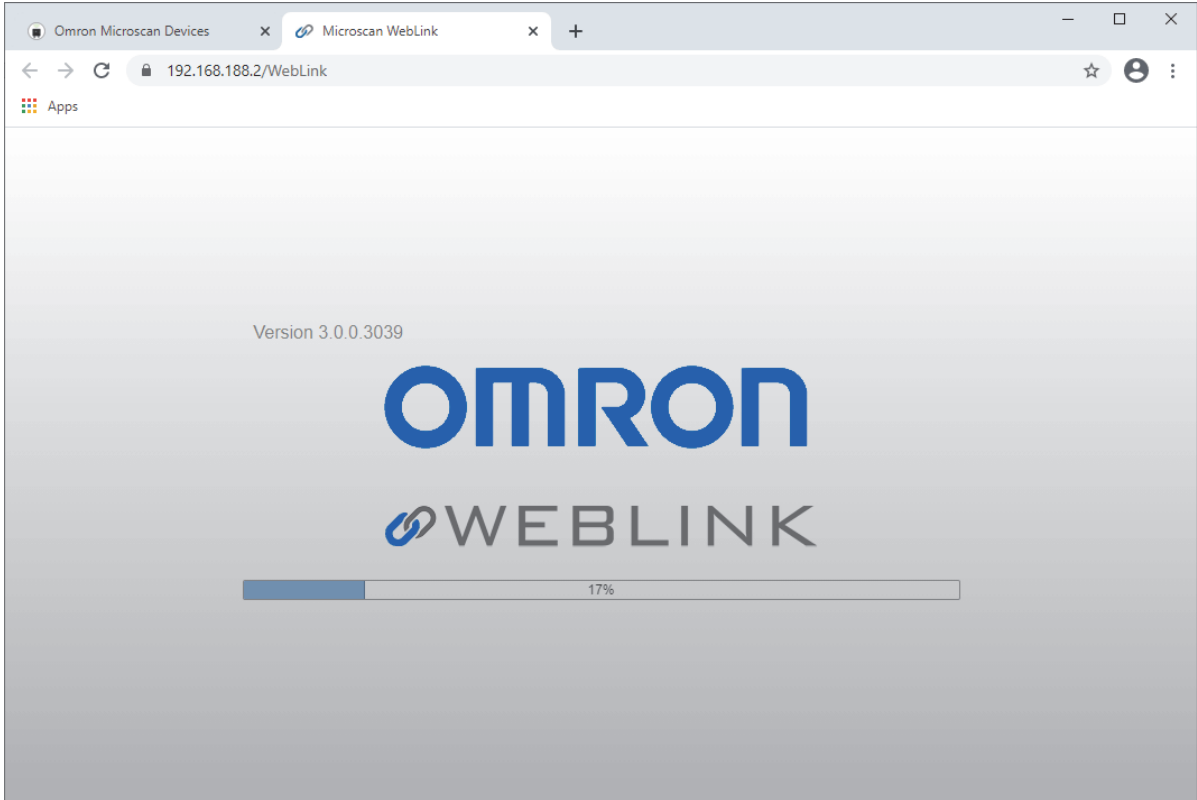 Omron Microscan Devices
Microscan WebLink
192.168.188.2/WebLink
Apps
Version 3.0.0.3039
OMRON
WEBLINK
17%